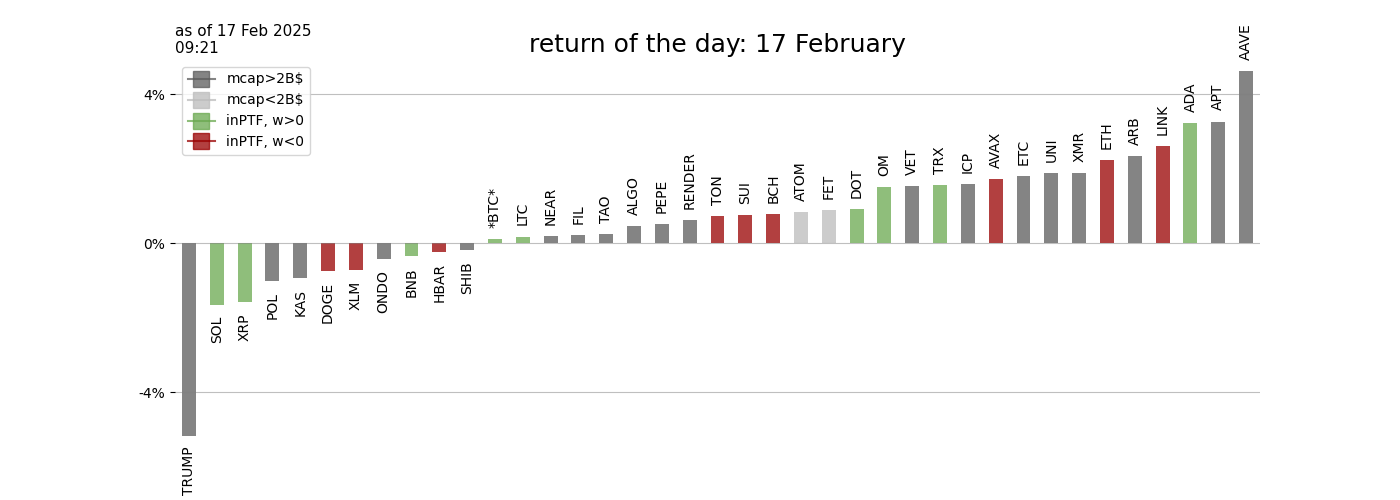 as of 17 Feb 2025
09:21
return of the day: 17 February
mcap>2B$
mcap<2B$
inPTF, w>0
inPTF, w<0
4%
0%
-4%
TRUMP
SOL
XRP
POL
KAS
DOGE
XLM
ONDO
BNB
HBAR
SHIB
*BTC*
LTC
NEAR
FIL
TAO
ALGO
PEPE
RENDER
TON
SUI
BCH
ATOM
FET
DOT
OM
VET
TRX
ICP
AVAX
ETC
UNI
XMR
ETH
ARB
LINK
ADA
APT
AAVE